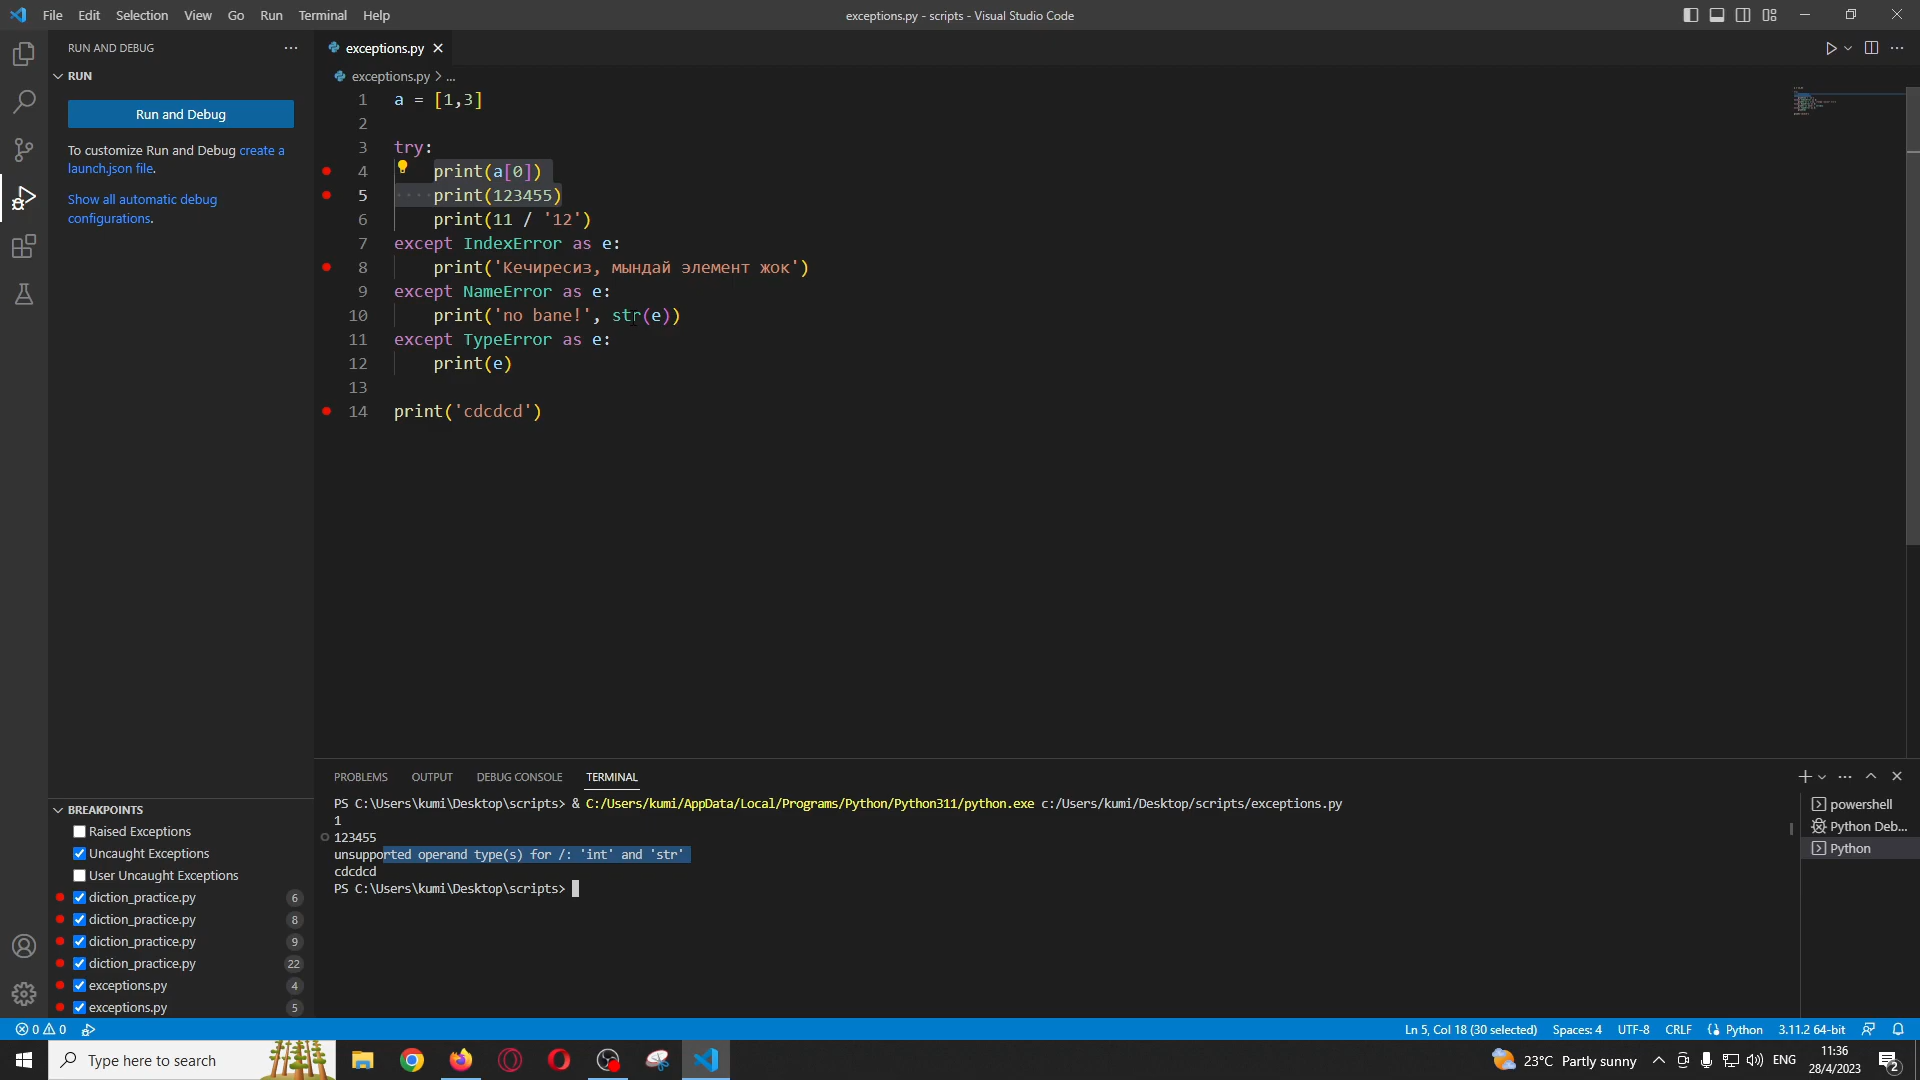 File Edit Selection View Go Run Terminal Help
exceptions.py - scripts - Visual Studio Code
RUN AND DEBUG
RUN
Run and Debug
To customize Run and Debug create a
launch.json file.
Show all automatic debug
configurations.
exceptions.py
exceptions.py > ...
1 a = [1,3]
2
3 try:
4 print(a[0])
5 ····print(123455)
6 print(11 / '12')
7 except IndexError as e:
8 print('Кечиресиз, мындай элемент жок')
9 except NameError as e:
10 print('no bane!', str(e))
11 except TypeError as e:
12 print(e)
13
14 print('cdcdcd')
BREAKPOINTS
Raised Exceptions
Uncaught Exceptions
User Uncaught Exceptions
diction_practice.py 6
diction_practice.py 8
diction_practice.py 9
diction_practice.py 22
exceptions.py 4
exceptions.py 5
PROBLEMS OUTPUT DEBUG CONSOLE TERMINAL
PS C:\Users\kumi\Desktop\scripts> & C:/Users/kumi/AppData/Local/Programs/Python/Python311/python.exe c:/Users/kumi/Desktop/scripts/exceptions.py
1
123455
unsupported operand type(s) for /: 'int' and 'str'
cdcdcd
PS C:\Users\kumi\Desktop\scripts>
powershell
Python Deb...
Python
0 0
Ln 5, Col 18 (30 selected) Spaces: 4 UTF-8 CRLF Python 3.11.2 64-bit
Type here to search
23°C Partly sunny
ENG
11:36
28/4/2023
2